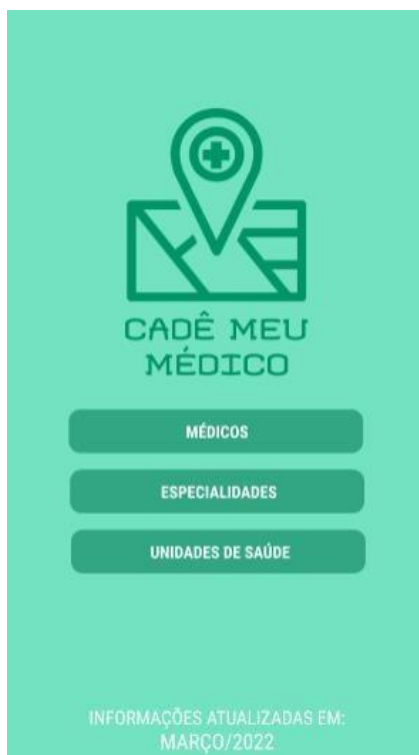 CADÊ MEU
MÉDICO
MÉDICOS
ESPECIALIDADES
UNIDADES DE SAÚDE
INFORMAÇÕES ATUALIZADAS EM:
MARÇO/2022